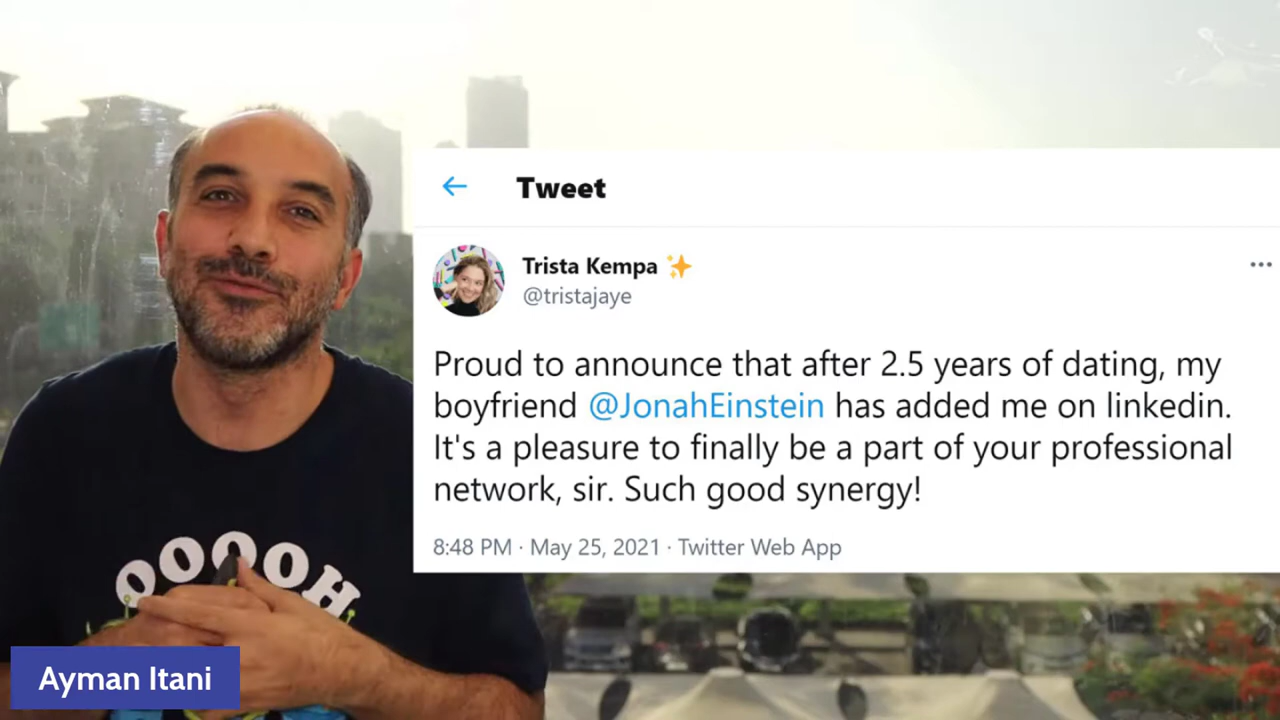 Tweet
Trista Kempa ✨
@tristajaye
Proud to announce that after 2.5 years of dating, my
boyfriend @JonahEinstein has added me on linkedin.
It's a pleasure to finally be a part of your professional
network, sir. Such good synergy!
8:48 PM · May 25, 2021 · Twitter Web App
OOOOH
Ayman Itani